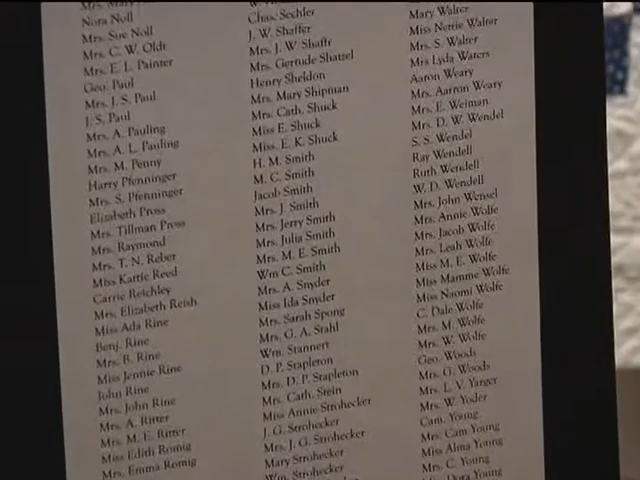 Nora Noll
Mrs. Sue Noll
Mrs. C. W. Oldt
Mrs. E. L. Painter
Geo. Paul
Mrs. J. S. Paul
J. S. Paul
Mrs. A. Pauling
Mrs. A. L. Pauling
Mrs. M. Penny
Harry Pfenninger
Mrs. S. Pfenninger
Elizabeth Pross
Mrs. Tillman Pross
Mrs. Raymond
Mrs. T. N. Reber
Miss Kattie Reed
Carrie Reichley
Mrs. Elizabeth Reish
Miss Ada Rine
Benj. Rine
Mrs. B. Rine
Miss Jennie Rine
John Rine
Mrs. John Rine
Mrs. A. Ritter
Mrs. M. E. Ritter
Miss Edith Romig
Mrs. Emma Romig
Chas. Sechler
J. W. Shaffer
Mrs. J. W Shaffr
Mrs. Gertude Shatzel
Henry Sheldon
Mrs. Mary Shipman
Mrs. Cath. Shuck
Miss E. Shuck
Miss. E. K. Shuck
H. M. Smith
M. C. Smith
Jacob Smith
Mrs. J. Smith
Mrs. Jerry Smith
Mrs. Julia Smith
Mrs. M. E. Smith
Wm C. Smith
Mrs. A. Snyder
Miss Ida Snyder
Mrs. Sarah Spong
Mrs. G. A. Stahl
Wm. Stannert
D. P. Stapleton
Mrs. D. P. Stapleton
Mrs. Cath. Stein
Miss Annie Strohecker
J. G. Strohecker
Mrs. J. G. Strohecker
Mary Strohecker
Wm. Strohecker
Mary Walter
Miss Nettie Walter
Mrs. S. Walter
Mrs Lyda Waters
Aaron Weary
Mrs. Aarron Weary
Mrs. E. Weiman
Mrs. D. W. Wendel
S. S. Wendel
Ray Wendell
Ruth Wendell
W. D. Wendell
Mrs. John Wensel
Mrs. Annie Wolfe
Mrs. Jacob Wolfe
Mrs. Leah Wolfe
Miss M. E. Wolfe
Miss Mamme Wolfe
Miss Naomi Wolfe
C. Dale Wolfe
Mrs. M. Wolfe
Mrs. W. Wolfe
Geo. Woods
Mrs. G. Woods
Mrs. L. V. Yarger
Mrs. W. Yoder
Cam. Young
Mrs. Cam Young
Miss Alma Young
Mrs. C. Young
Dora Young